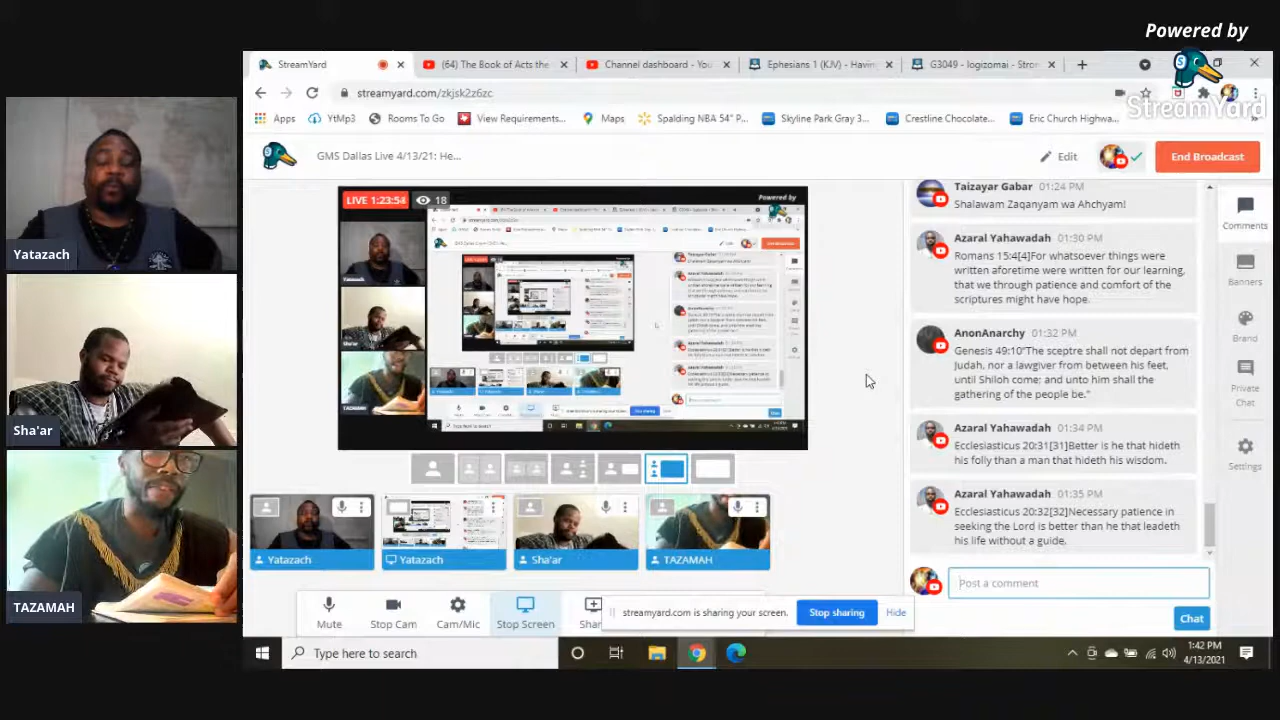 Powered by
StreamYard
StreamYard
(64) The Book of Acts the
Channel dashboard - You
Ephesians 1 (KJV) - Havin
G3049 - logizomai - Stron
streamyard.com/zkjsk2z6zc
Apps
YtMp3
Rooms To Go
View Requirements...
Maps
Spalding NBA 54" P...
Skyline Park Gray 3...
Crestline Chocolate...
Eric Church Highwa...
GMS Dallas Live 4/13/21: He...
Edit
End Broadcast
LIVE 1:23:54
18
Powered by
Yatazach
Sha'ar
TAZAMAH
Taizayar Gabar 01:24 PM
Shalawam Zaqanyam wa Ahchyam!
Azaral Yahawadah 01:30 PM
Romans 15:4[4]For whatsoever things were
written aforetime were written for our learning,
that we through patience and comfort of the
scriptures might have hope.
AnonAnarchy 01:32 PM
Genesis 49:10"The sceptre shall not depart from
Judah, nor a lawgiver from between his feet,
until Shiloh come; and unto him shall the
gathering of the people be."
Azaral Yahawadah 01:34 PM
Ecclesiasticus 20:31[31]Better is he that hideth
his folly than a man that hideth his wisdom.
Azaral Yahawadah 01:35 PM
Ecclesiasticus 20:32[32]Necessary patience in
seeking the Lord is better than he that leadeth
his life without a guide.
Post a comment
Chat
Comments
Banners
Brand
Private
Chat
Settings
Yatazach
Yatazach
Sha'ar
TAZAMAH
Mute
Stop Cam
Cam/Mic
Stop Screen
Shar
streamyard.com is sharing your screen.
Stop sharing
Hide
Type here to search
1:42 PM
4/13/2021